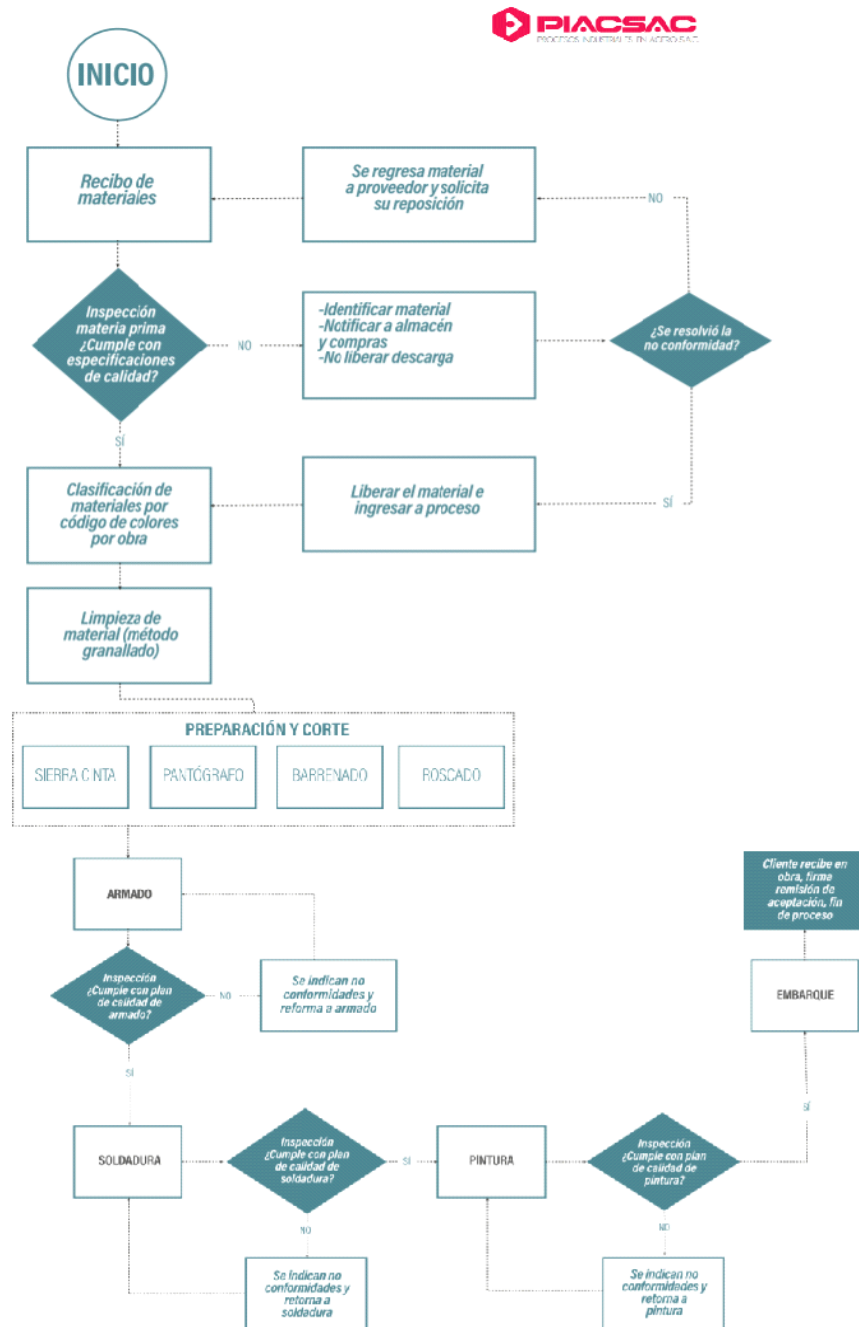 PIACSAC
PROCESOS INDUSTRIALES EN ACERO S.A.C.
INICIO
Recibo de
materiales
Se regresa material
a proveedor y solicita
su reposición
NO
Inspección
materia prima
¿Cumple con
especificaciones
de calidad?
NO
-Identificar material
-Notificar a almacén
y compras
-No liberar descarga
¿Se resolvió la
no conformidad?
SÍ
Clasificación de
materiales por
código de colores
por obra
Liberar el material e
ingresar a proceso
SÍ
Limpieza de
material (método
granallado)
PREPARACIÓN Y CORTE
SIERRA CINTA
PANTÓGRAFO
BARRENADO
ROSCADO
ARMADO
Cliente recibe en
obra, firma
remisión de
aceptación, fin
de proceso
Inspección
¿Cumple con plan
de calidad de
armado?
NO
Se indican no
conformidades y
reforma a armado
EMBARQUE
SÍ
SOLDADURA
Inspección
¿Cumple con plan
de calidad de
soldadura?
SÍ
PINTURA
Inspección
¿Cumple con plan
de calidad de
pintura?
SÍ
NO
NO
Se indican no
conformidades y
retorna a
soldadura
Se indican no
conformidades y
retorna a
pintura